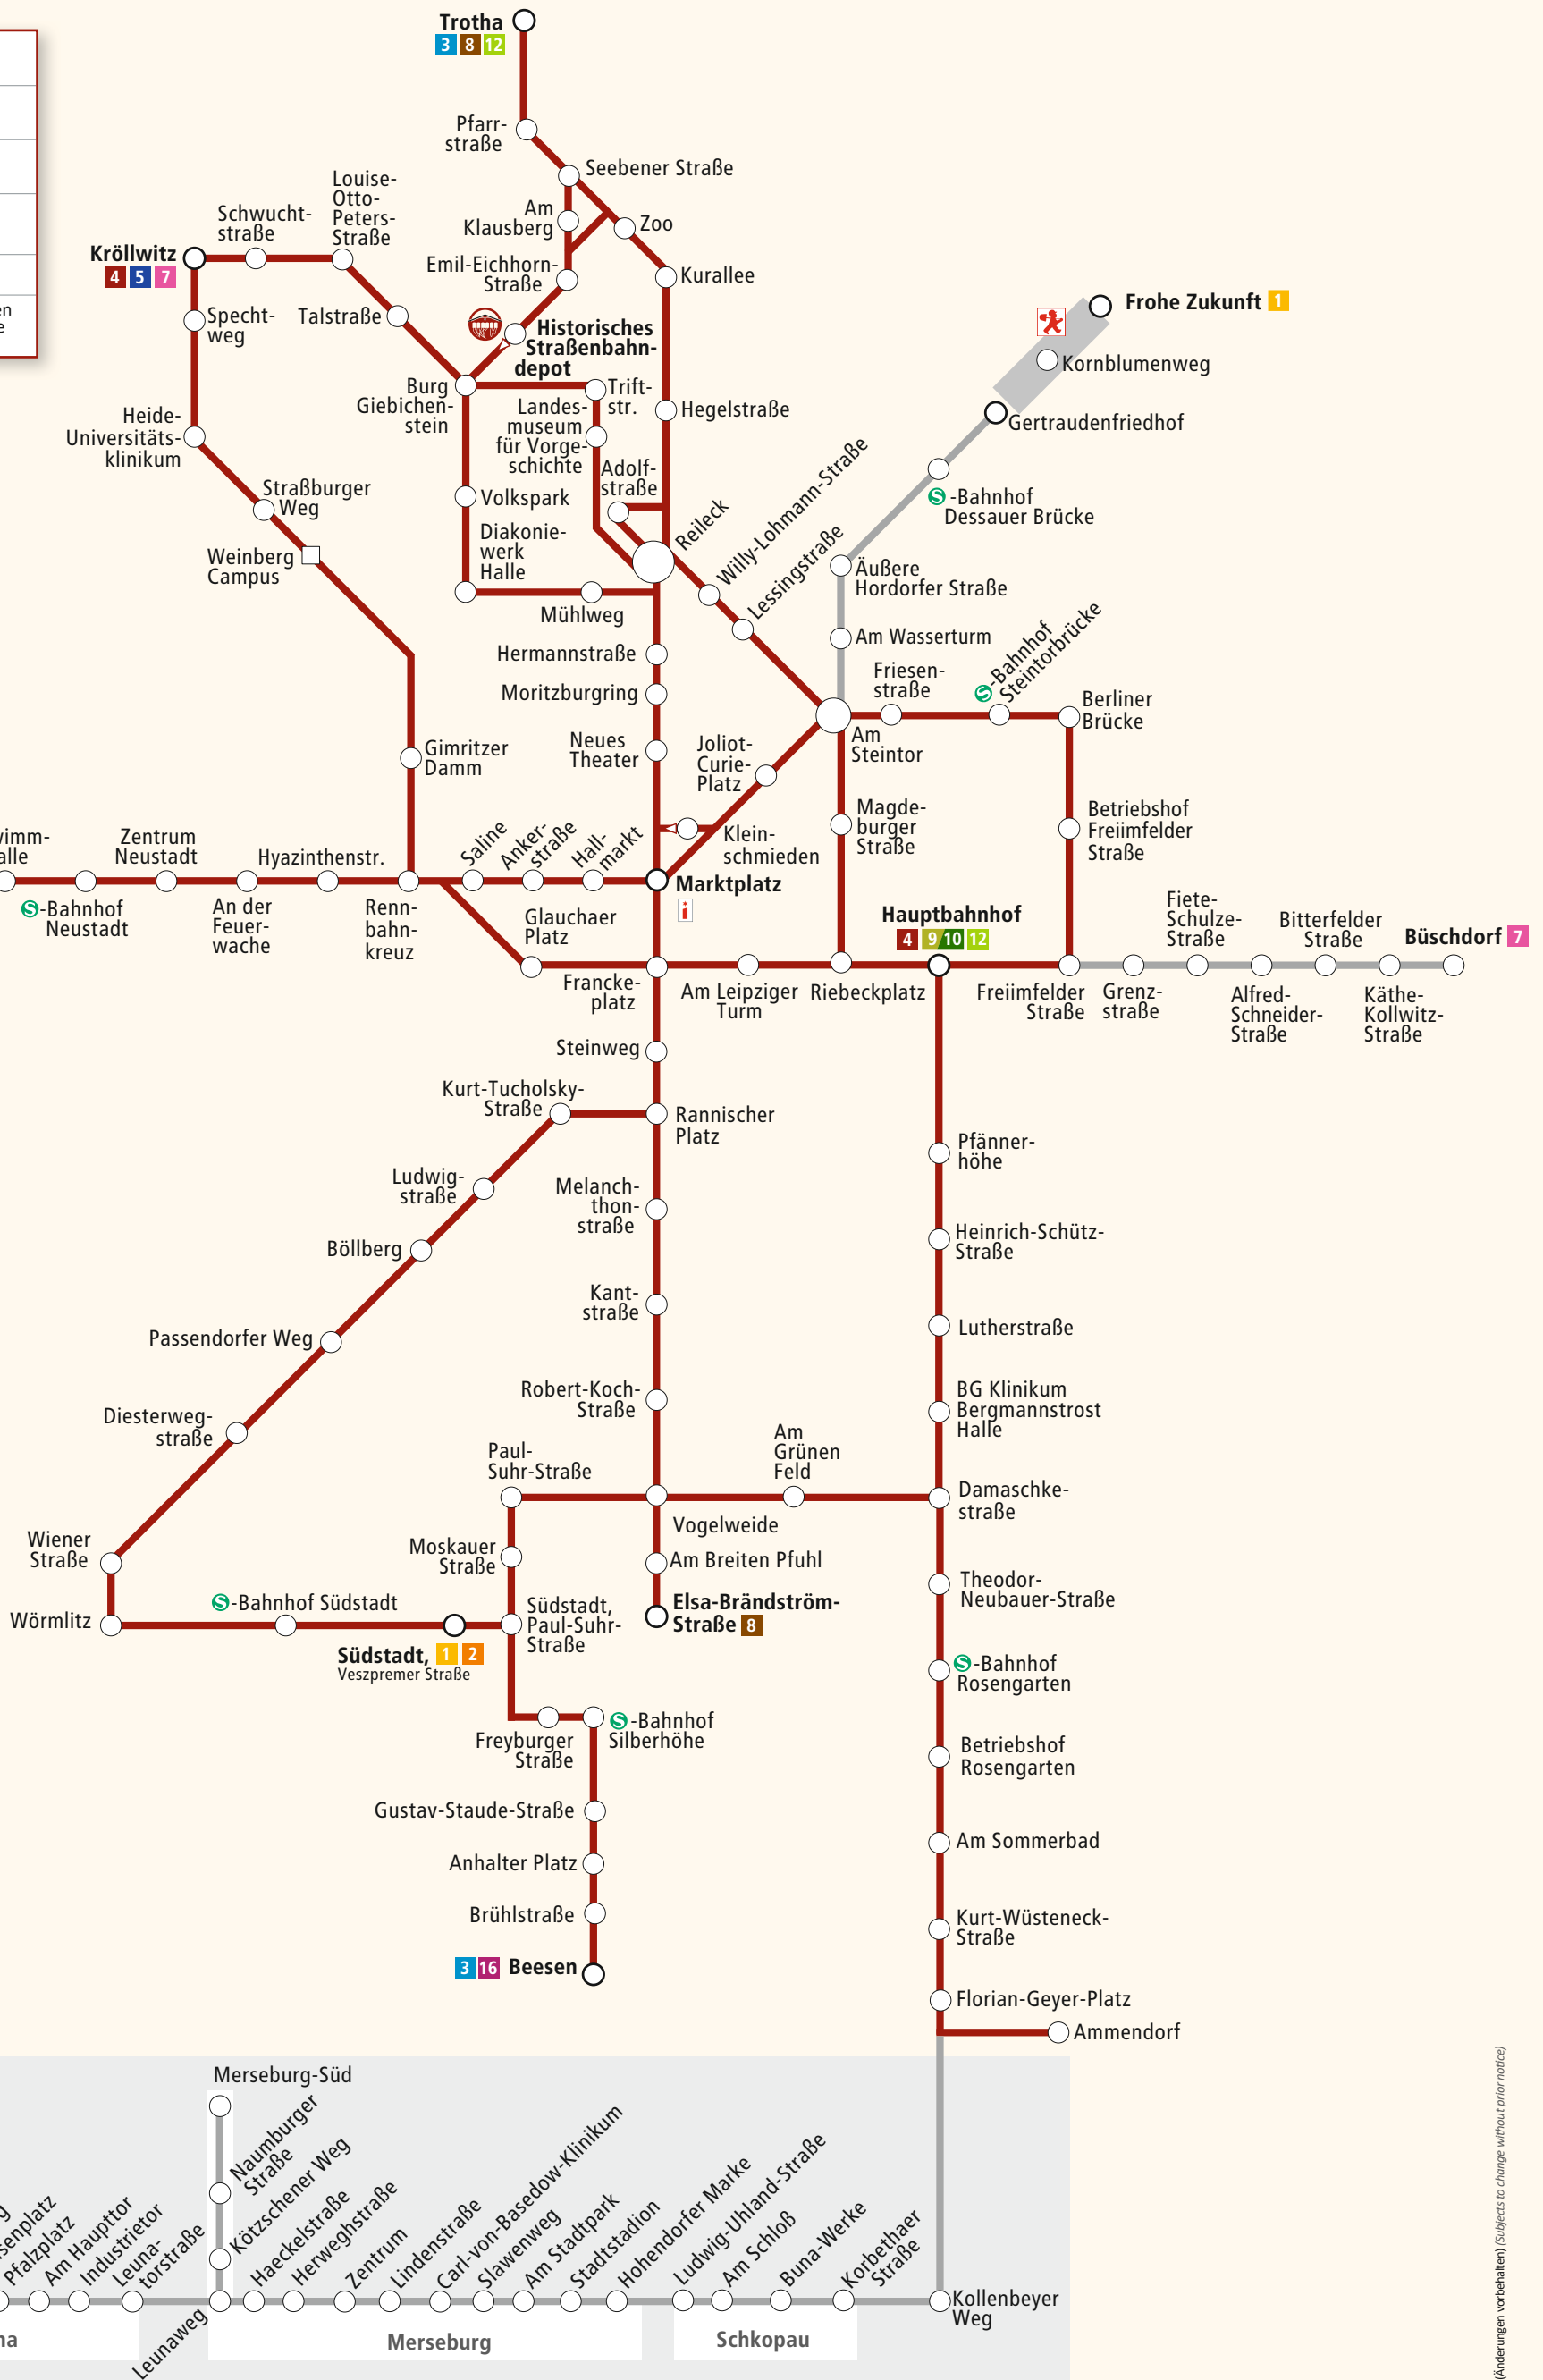 Trotha
3 8 12
Pfarr-
straße
Seebener Straße
Am
Klausberg
Zoo
Emil-Eichhorn-
Straße
Kurallee
Louise-
Otto-
Peters-
Straße
Schwucht-
straße
Kröllwitz
4 5 7
Specht-
weg
Talstraße
Historisches
Straßenbahn-
depot
Frohe Zukunft 1
Kornblumenweg
Gertraudenfriedhof
S-Bahnhof
Dessauer Brücke
Heide-
Universitäts-
klinikum
Burg
Giebichen-
stein
Trift-
str.
Landes-
museum
für Vorge-
schichte
Hegelstraße
Adolf-
straße
Reileck
Willy-Lohmann-Straße
Lessingstraße
Straßburger
Weg
Weinberg
Campus
Volkspark
Diakonie-
werk
Halle
Mühlweg
Äußere
Hordorfer Straße
Am Wasserturm
Hermannstraße
Moritzburgring
Friesen-
straße
S-Bahnhof
Steintorbrücke
Berliner
Brücke
Am
Steintor
Neues
Theater
Joliot-
Curie-
Platz
Gimritzer
Damm
Magde-
burger
Straße
Betriebshof
Freiimfelder
Straße
Klein-
schmieden
wimm-
alle
Zentrum
Neustadt
Hyazinthenstr.
Saline
Anker-
straße
Hall-
markt
Marktplatz
i
S-Bahnhof
Neustadt
An der
Feuer-
wache
Renn-
bahn-
kreuz
Glauchaer
Platz
Hauptbahnhof
4 9/10 12
Fiete-
Schulze-
Straße
Bitterfelder
Straße
Büschdorf 7
Francke-
platz
Am Leipziger
Turm
Riebeckplatz
Freiimfelder
Straße
Grenz-
straße
Alfred-
Schneider-
Straße
Käthe-
Kollwitz-
Straße
Steinweg
Kurt-Tucholsky-
Straße
Rannischer
Platz
Pfänner-
höhe
Ludwig-
straße
Melanch-
thon-
straße
Heinrich-Schütz-
Straße
Böllberg
Kant-
straße
Lutherstraße
Passendorfer Weg
Robert-Koch-
Straße
BG Klinikum
Bergmannstrost
Halle
Diesterweg-
straße
Paul-
Suhr-Straße
Am
Grünen
Feld
Damaschke-
straße
Vogelweide
Wiener
Straße
Moskauer
Straße
Am Breiten Pfuhl
Theodor-
Neubauer-Straße
Wörmlitz
S-Bahnhof Südstadt
Südstadt,
Paul-Suhr-
Straße
Elsa-Brändström-
Straße 8
Südstadt, 1 2
Veszpremer Straße
S-Bahnhof
Rosengarten
Freyburger
Straße
S-Bahnhof
Silberhöhe
Betriebshof
Rosengarten
Gustav-Staude-Straße
Am Sommerbad
Anhalter Platz
Brühlstraße
Kurt-Wüsteneck-
Straße
3 16 Beesen
Florian-Geyer-Platz
Ammendorf
Merseburg-Süd
Naumburger
Straße
Kötzschener Weg
g
senplatz
Pfalzplatz
Am Haupttor
Industrietor
Leuna-
torstraße
Leunaweg
Haeckelstraße
Herweghstraße
Zentrum
Lindenstraße
Carl-von-Basedow-Klinikum
Slawenweg
Am Stadtpark
Stadtstadion
Hohendorfer Marke
Ludwig-Uhland-Straße
Am Schloß
Buna-Werke
Korbethaer
Straße
Kollenbeyer
Weg
na
Merseburg
Schkopau
(Änderungen vorbehalten) (Subjects to change without prior notice)
en
e